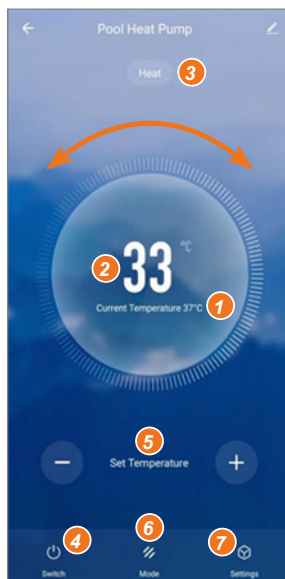 Pool Heat Pump
Heat 3
2 33 °C
Current Temperature 37°C 1
5
− Set Temperature +
4 6 7
Switch Mode Settings